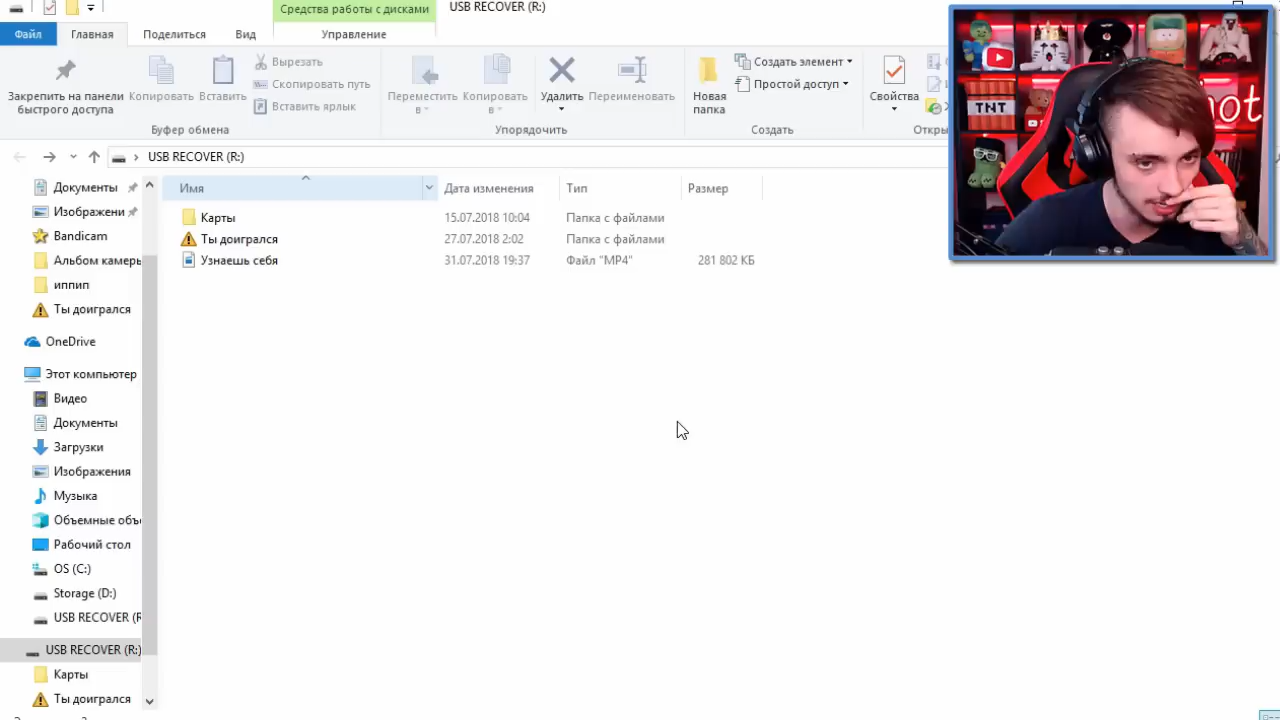 Средства работы с дисками
USB RECOVER (R:)
Файл
Главная
Поделиться
Вид
Управление
Закрепить на панели быстрого доступа
Копировать
Вставить
Вырезать
Скопировать путь
Вставить ярлык
Буфер обмена
Переместить в
Копировать в
Удалить
Переименовать
Упорядочить
Новая папка
Создать элемент
Простой доступ
Создать
Свойства
Откры
USB RECOVER (R:)
Имя
Дата изменения
Тип
Размер
Карты 15.07.2018 10:04 Папка с файлами
Ты доигрался 27.07.2018 2:02 Папка с файлами
Узнаешь себя 31.07.2018 19:37 Файл "MP4" 281 802 КБ
Документы
Изображени
Bandicam
Альбом камеры
иппип
Ты доигрался
OneDrive
Этот компьютер
Видео
Документы
Загрузки
Изображения
Музыка
Объемные объ
Рабочий стол
OS (C:)
Storage (D:)
USB RECOVER (R
USB RECOVER (R:)
Карты
Ты доигрался
TNT
not